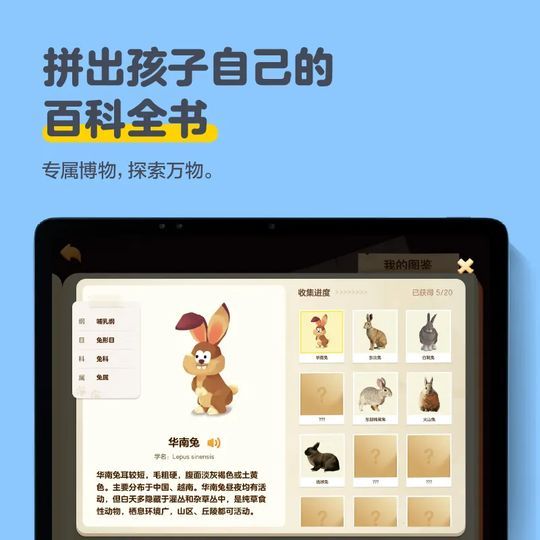 拼出孩子自己的
百科全书
专属博物，探索万物。
我的图鉴
纲 哺乳纲
目 兔形目
科 兔科
属 兔属
华南兔
学名：Lepus sinensis
华南兔耳较短，毛粗硬，腹面淡灰褐色或土黄
色。主要分布于中国、越南。华南兔昼夜均有活
动，但白天多隐藏于灌丛和杂草丛中，是纯草食
性动物，栖息环境广，山区、丘陵都可活动。
收集进度 >>>>>>>> 已获得 5/20
华南兔
???
火山兔
??? ???